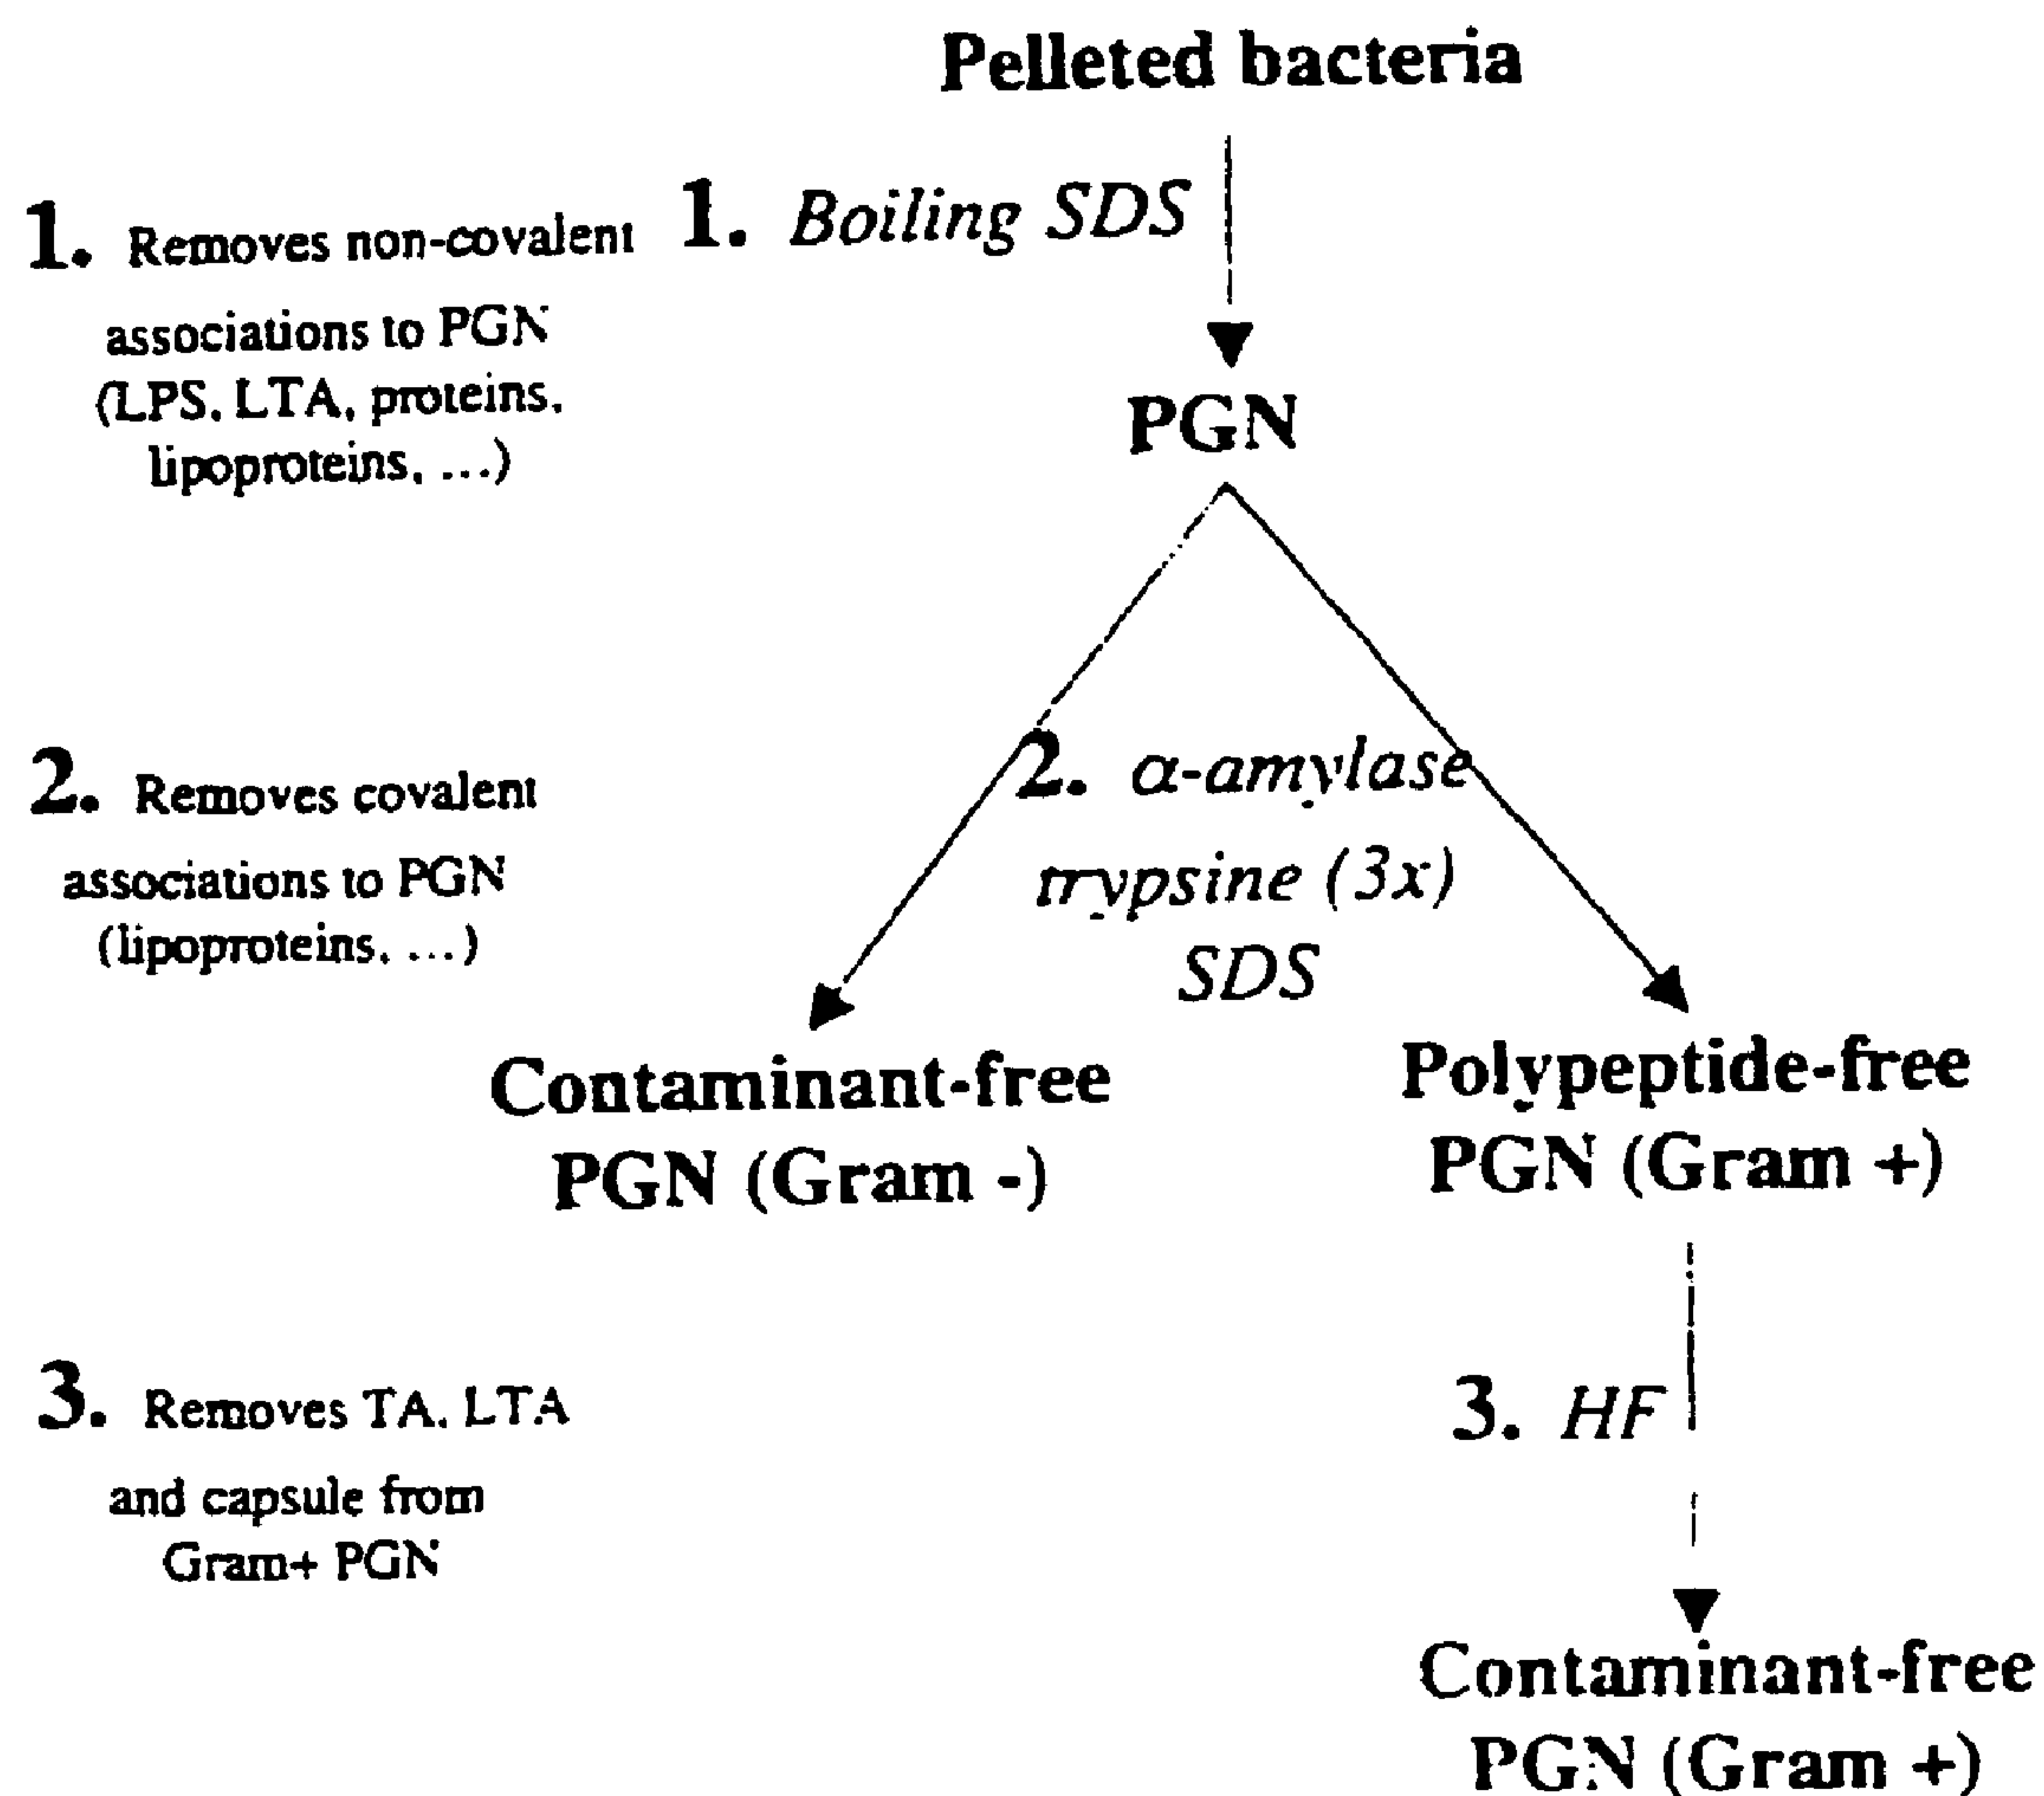 Pelleted bacteria
1. Removes non-covalent
associations to PGN
(LPS, LTA, proteins,
lipoproteins, ...)
1. Boiling SDS
PGN
2. Removes covalent
associations to PGN
(lipoproteins, ...)
2. α-amylase
trypsine (3x)
SDS
Contaminant-free
PGN (Gram -)
Polypeptide-free
PGN (Gram +)
3. Removes TA, LTA
and capsule from
Gram+ PGN
3. HF
Contaminant-free
PGN (Gram +)